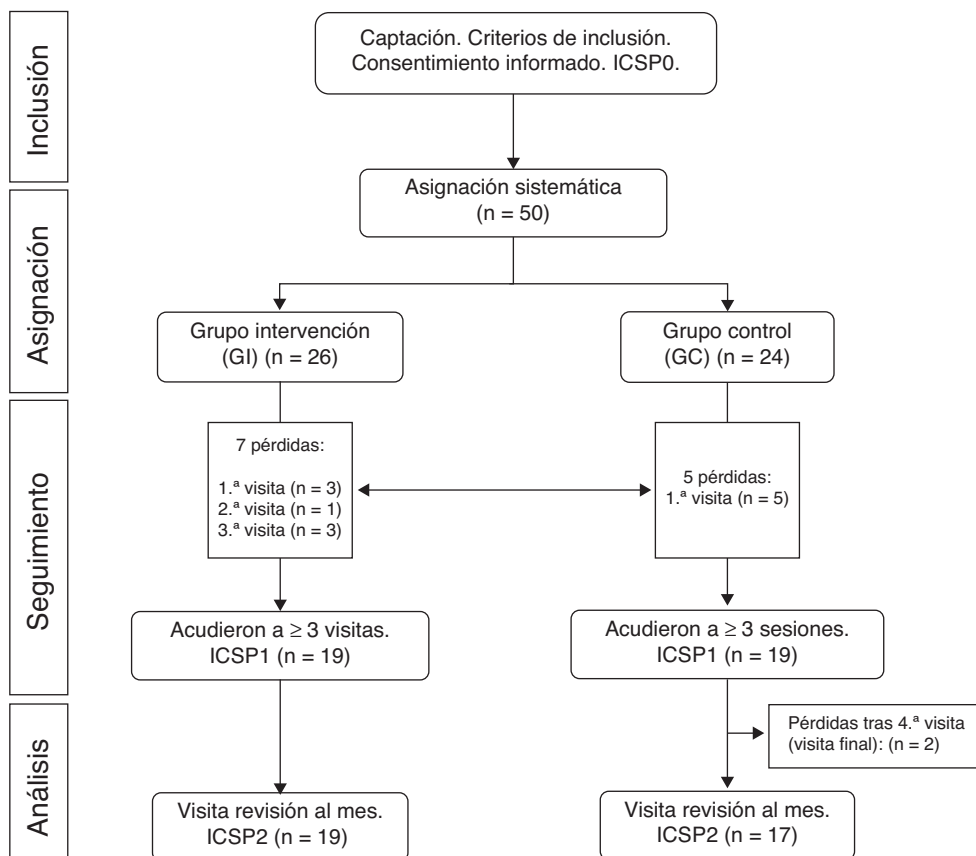 Inclusión
Captación. Criterios de inclusión.
Consentimiento informado. ICSP0.
Asignación
Asignación sistemática
(n = 50)
Grupo intervención
(GI) (n = 26)
Grupo control
(GC) (n = 24)
Seguimiento
7 pérdidas:
1.ª visita (n = 3)
2.ª visita (n = 1)
3.ª visita (n = 3)
5 pérdidas:
1.ª visita (n = 5)
Acudieron a ≥ 3 visitas.
ICSP1 (n = 19)
Acudieron a ≥ 3 sesiones.
ICSP1 (n = 19)
Análisis
Pérdidas tras 4.ª visita
(visita final): (n = 2)
Visita revisión al mes.
ICSP2 (n = 19)
Visita revisión al mes.
ICSP2 (n = 17)